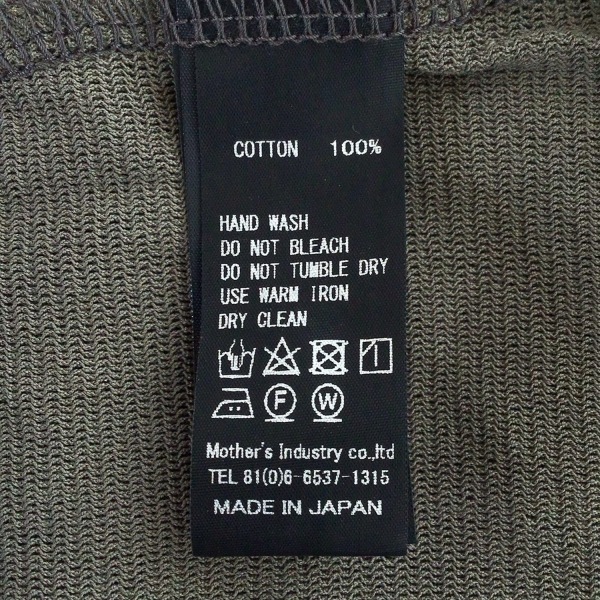 COTTON 100%
HAND WASH
DO NOT BLEACH
DO NOT TUMBLE DRY
USE WARM IRON
DRY CLEAN
F W
Mother's Industry co.,ltd
TEL 81(0)6-6537-1315
MADE IN JAPAN